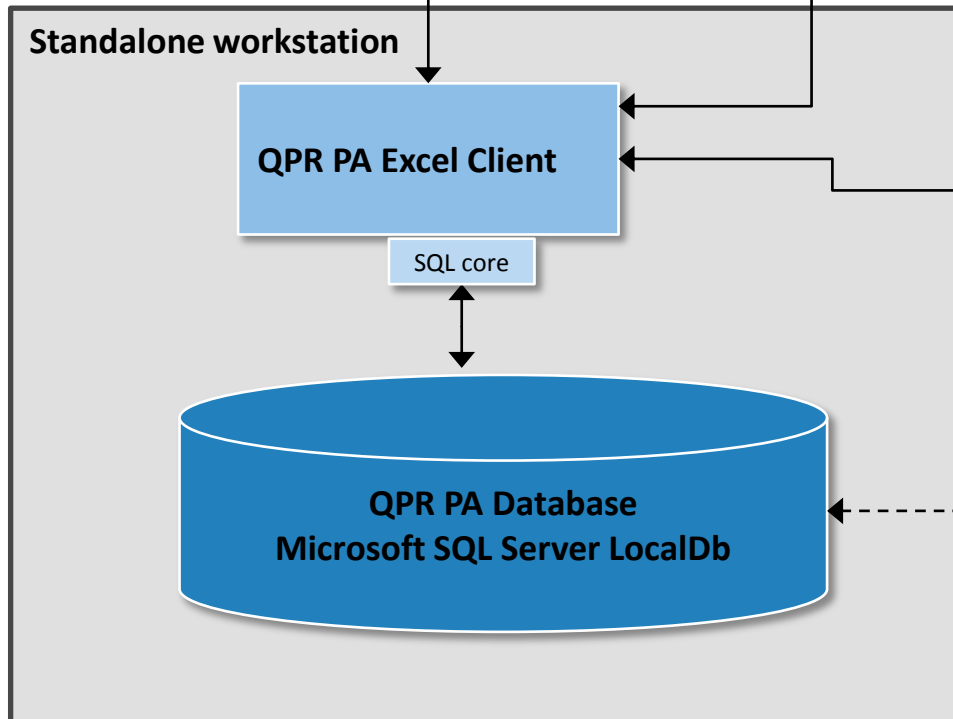 Standalone workstation
QPR PA Excel Client
SQL core
QPR PA Database
Microsoft SQL Server LocalDb